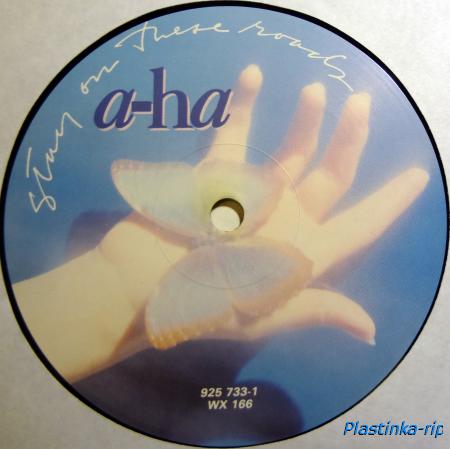 stay on these roads
a-ha
925 733-1
WX 166
Plastinka-rip